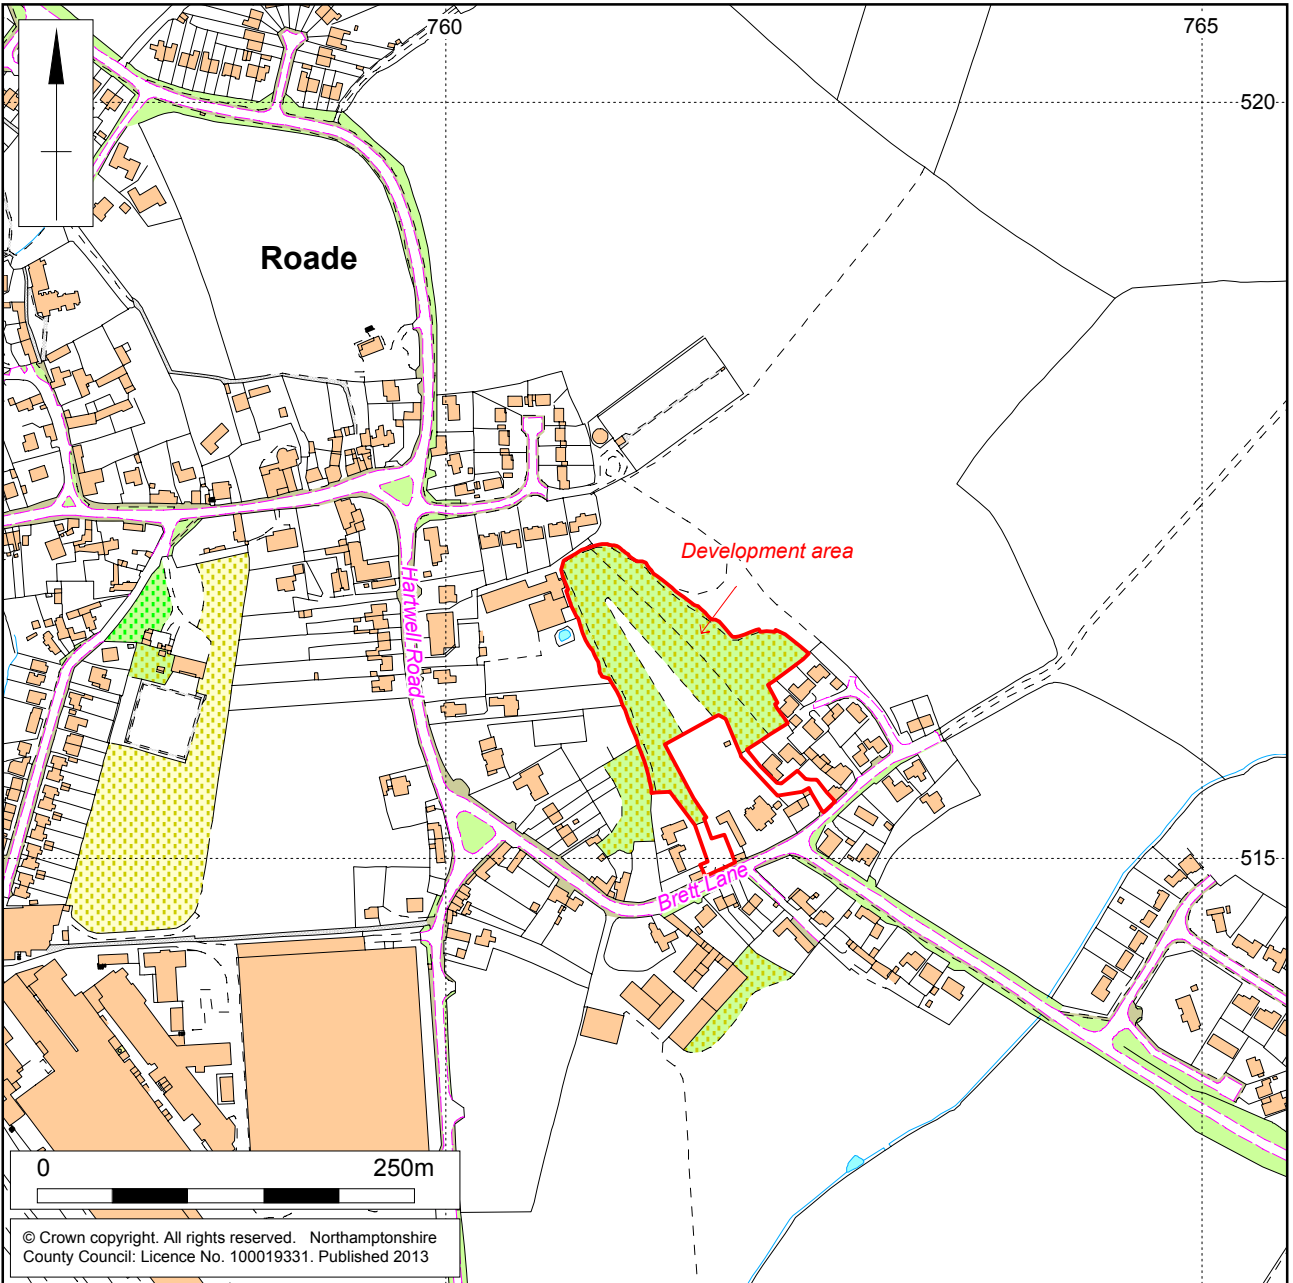 760
765
520
Roade
Development area
Hartwell Road
515
Brett Lane
0
250m
© Crown copyright. All rights reserved. Northamptonshire
County Council: Licence No. 100019331. Published 2013